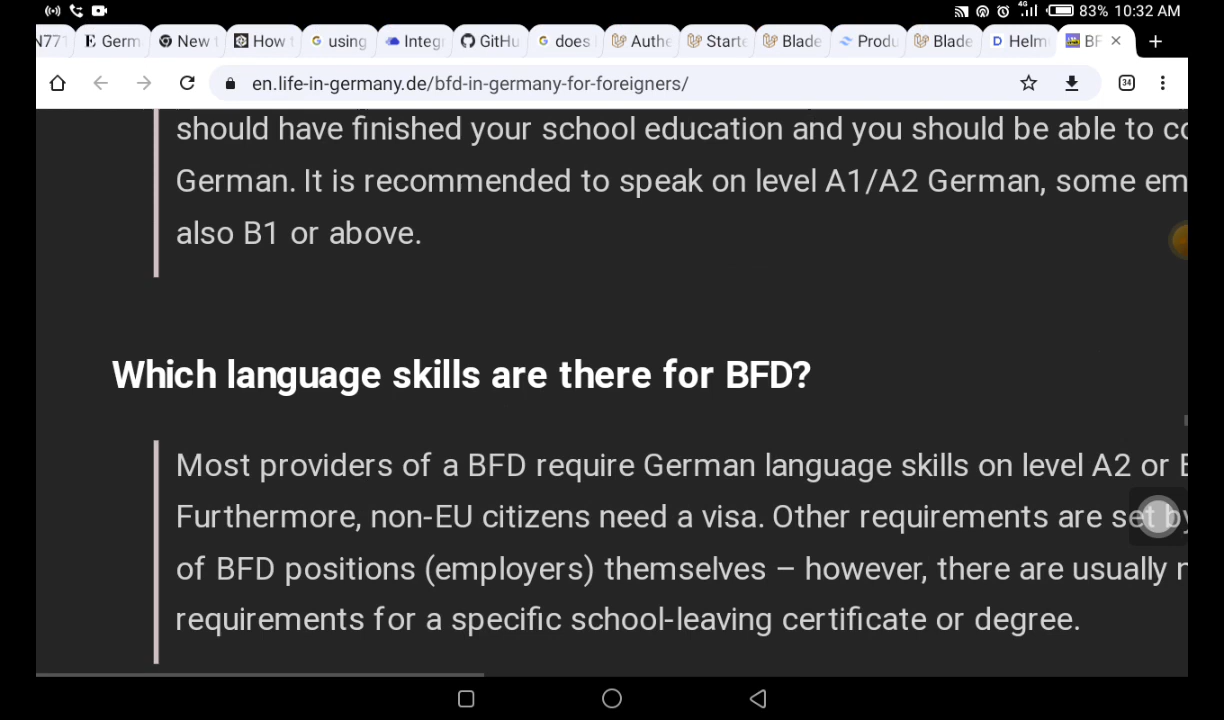 83% 10:32 AM
N771
Germ
New t
How t
using
Integr
GitHu
does
Authe
Starte
Blade
Produ
Blade
Helm
BF
en.life-in-germany.de/bfd-in-germany-for-foreigners/
34
should have finished your school education and you should be able to co
German. It is recommended to speak on level A1/A2 German, some em
also B1 or above.
Which language skills are there for BFD?
Most providers of a BFD require German language skills on level A2 or B
Furthermore, non-EU citizens need a visa. Other requirements are set by
of BFD positions (employers) themselves – however, there are usually n
requirements for a specific school-leaving certificate or degree.